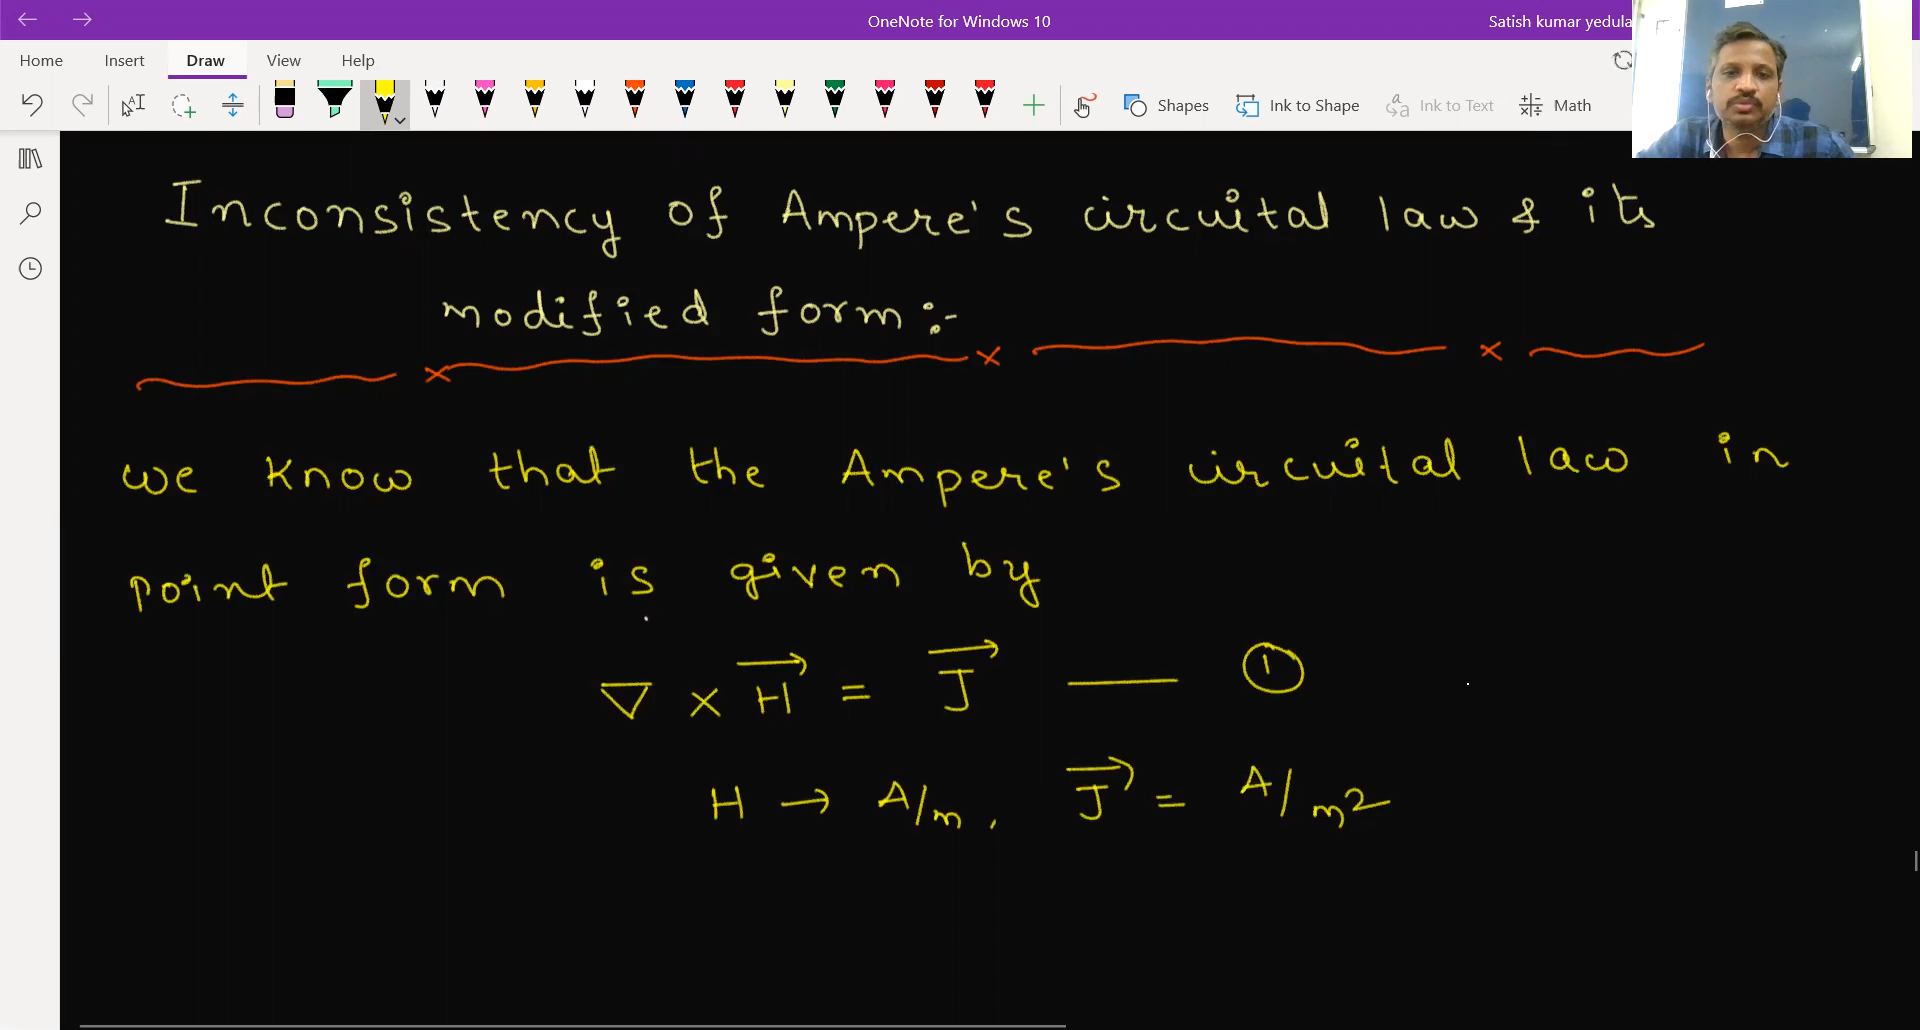 OneNote for Windows 10
Satish kumar yedula
Home Insert Draw View Help
Shapes Ink to Shape Ink to Text Math
Inconsistency of Ampere's circuital law & its
modified form:-
we know that the Ampere's circuital law in
point form is given by
∇ × H⃗ = J⃗ — ①
H → A/m, J⃗ = A/m²